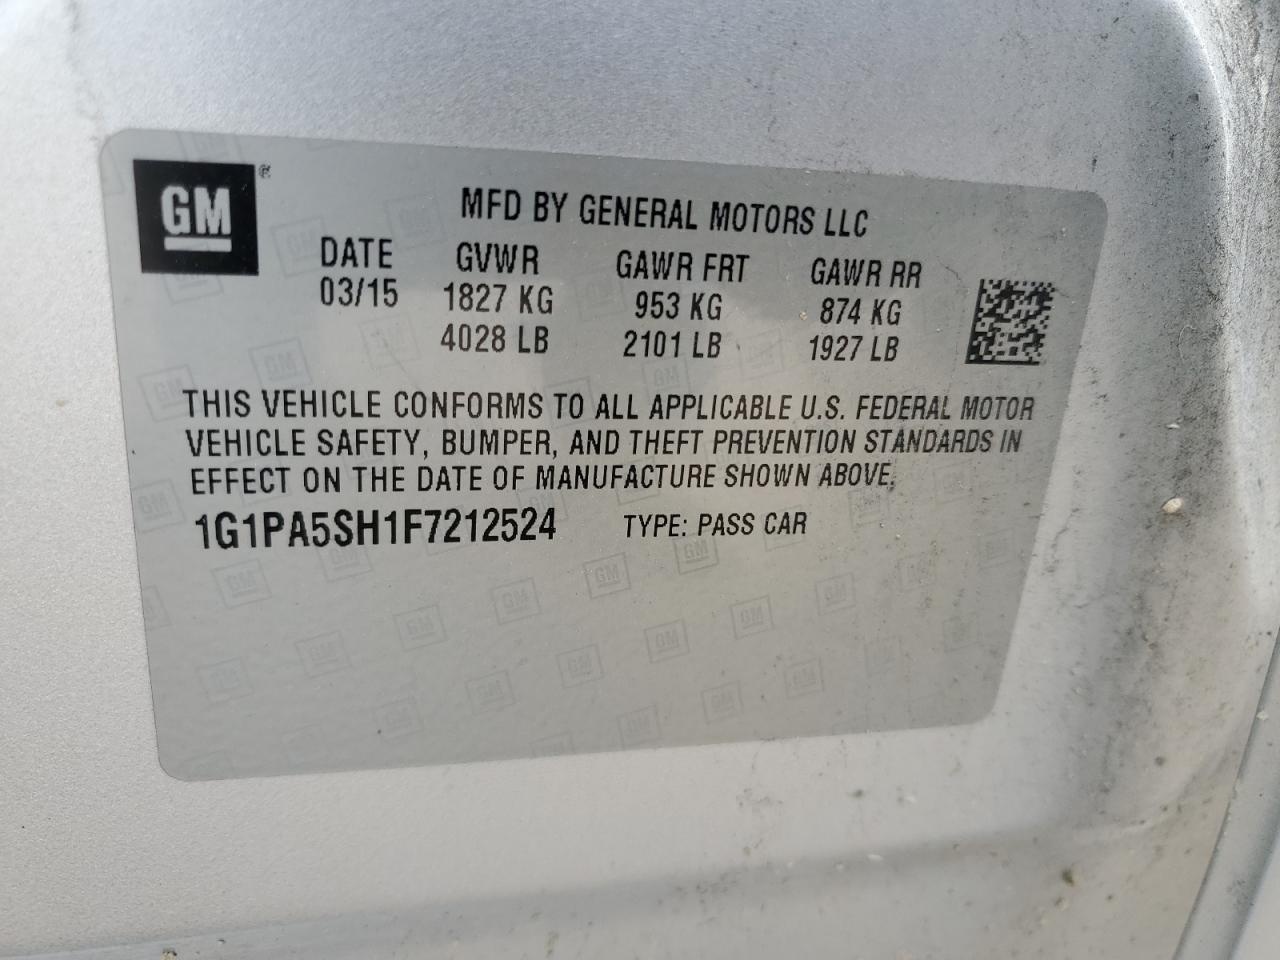 GM ®
MFD BY GENERAL MOTORS LLC
DATE GVWR GAWR FRT GAWR RR
03/15 1827 KG 953 KG 874 KG
4028 LB 2101 LB 1927 LB
THIS VEHICLE CONFORMS TO ALL APPLICABLE U.S. FEDERAL MOTOR
VEHICLE SAFETY, BUMPER, AND THEFT PREVENTION STANDARDS IN
EFFECT ON THE DATE OF MANUFACTURE SHOWN ABOVE.
1G1PA5SH1F7212524 TYPE: PASS CAR